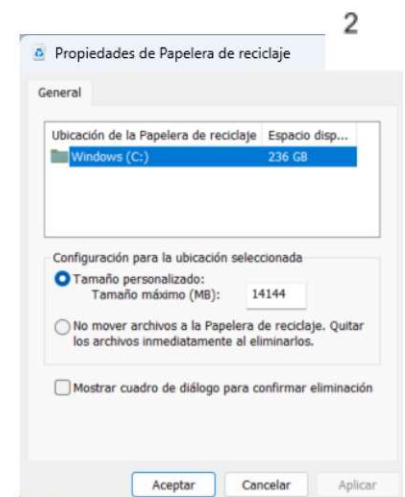 2
Propiedades de Papelera de reciclaje
General
Ubicación de la Papelera de reciclaje Espacio disp...
Windows (C:) 236 GB
Configuración para la ubicación seleccionada
Tamaño personalizado:
Tamaño máximo (MB): 14144
No mover archivos a la Papelera de reciclaje. Quitar
los archivos inmediatamente al eliminarlos.
Mostrar cuadro de diálogo para confirmar eliminación
Aceptar Cancelar Aplicar